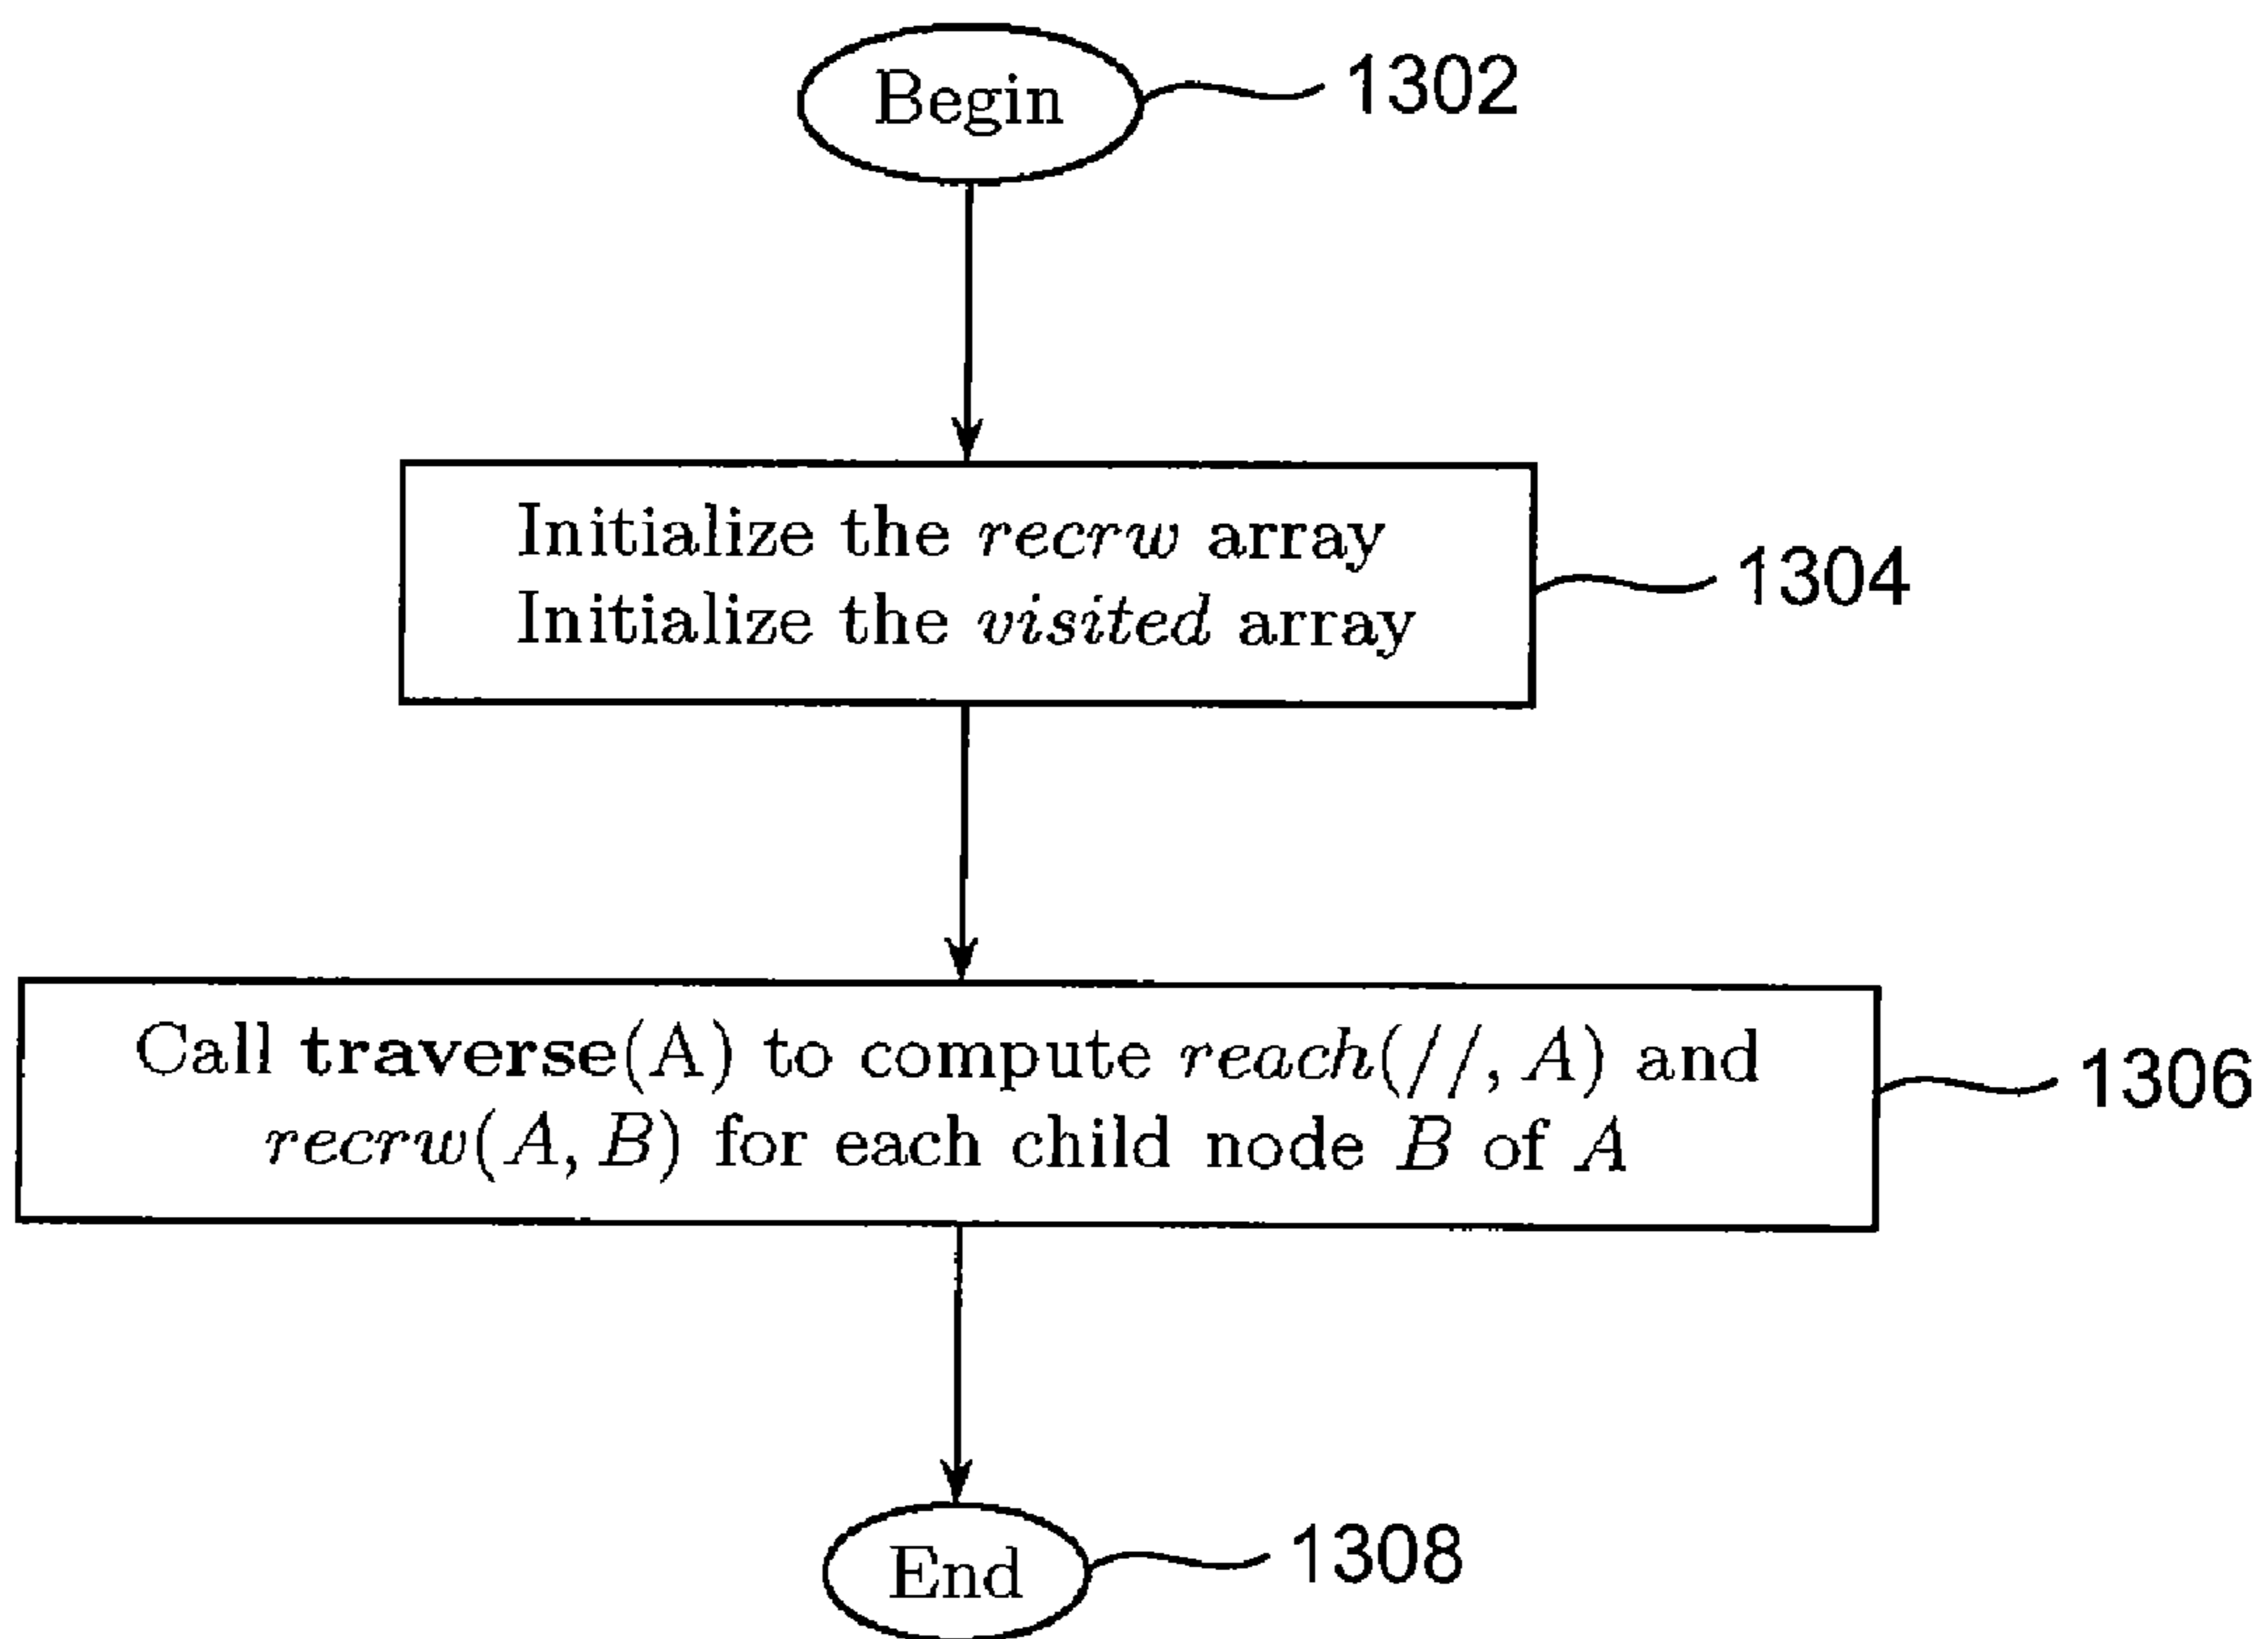 Begin
1302
Initialize the recrw array
Initialize the visited array
1304
Call traverse(A) to compute reach(//, A) and
recrw(A, B) for each child node B of A
1306
End
1308